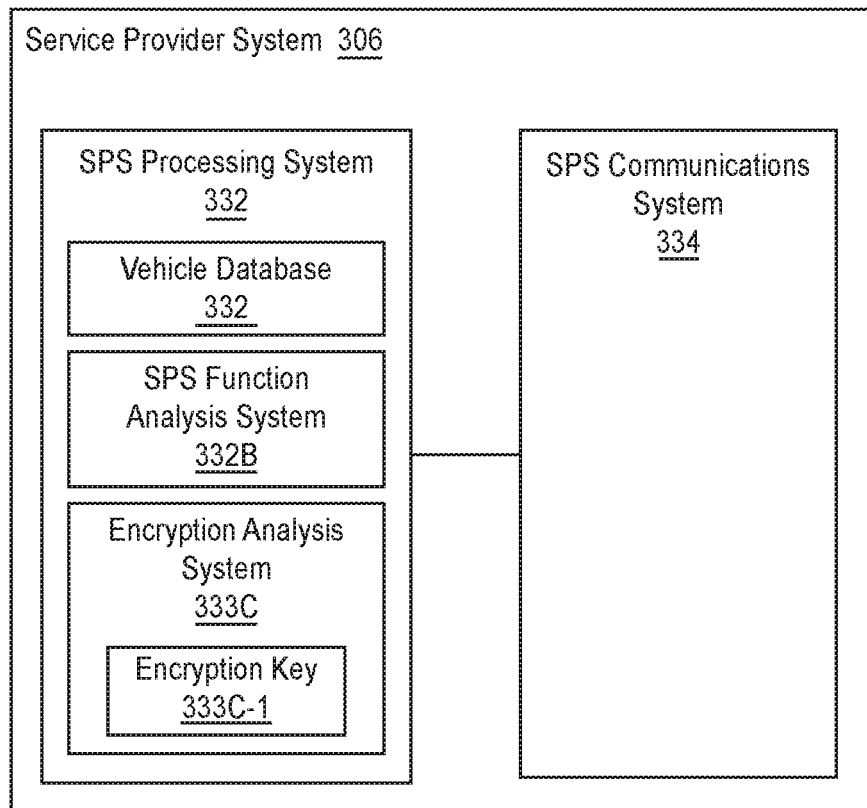 Service Provider System 306
SPS Processing System
332
Vehicle Database
332
SPS Function
Analysis System
332B
Encryption Analysis
System
333C
Encryption Key
333C-1
SPS Communications
System
334